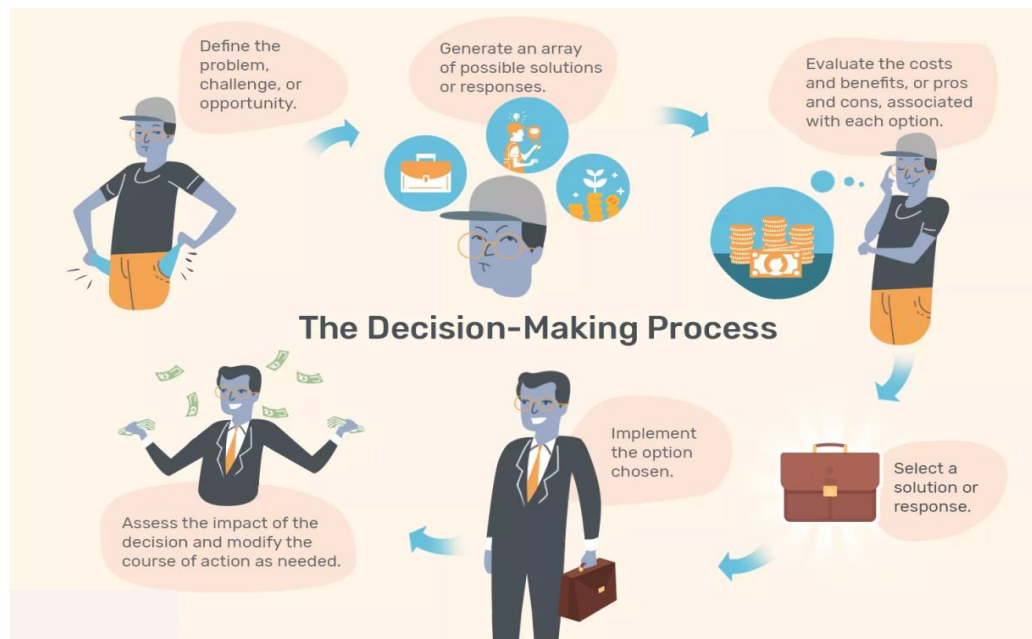 Define the
problem,
challenge, or
opportunity.
Generate an array
of possible solutions
or responses.
Evaluate the costs
and benefits, or pros
and cons, associated
with each option.
The Decision-Making Process
Select a
solution or
response.
Implement
the option
chosen.
Assess the impact of the
decision and modify the
course of action as needed.